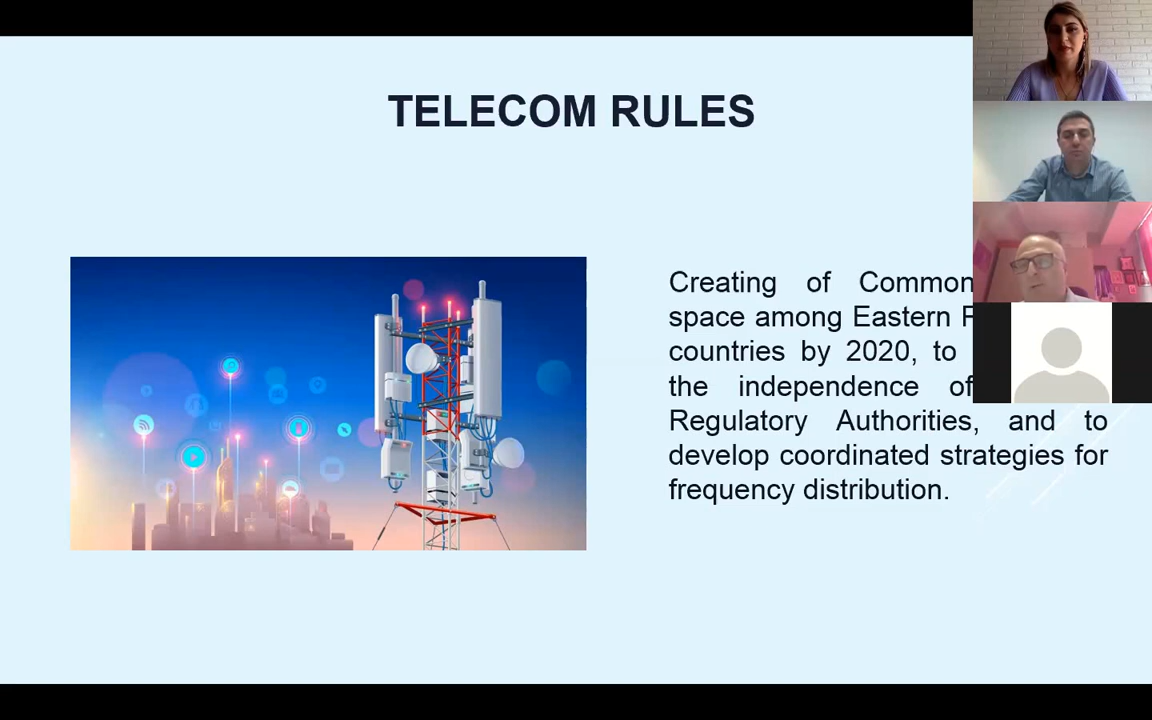 TELECOM RULES
Creating of Common
space among Eastern
countries by 2020, to
the independence of
Regulatory Authorities, and to
develop coordinated strategies for
frequency distribution.